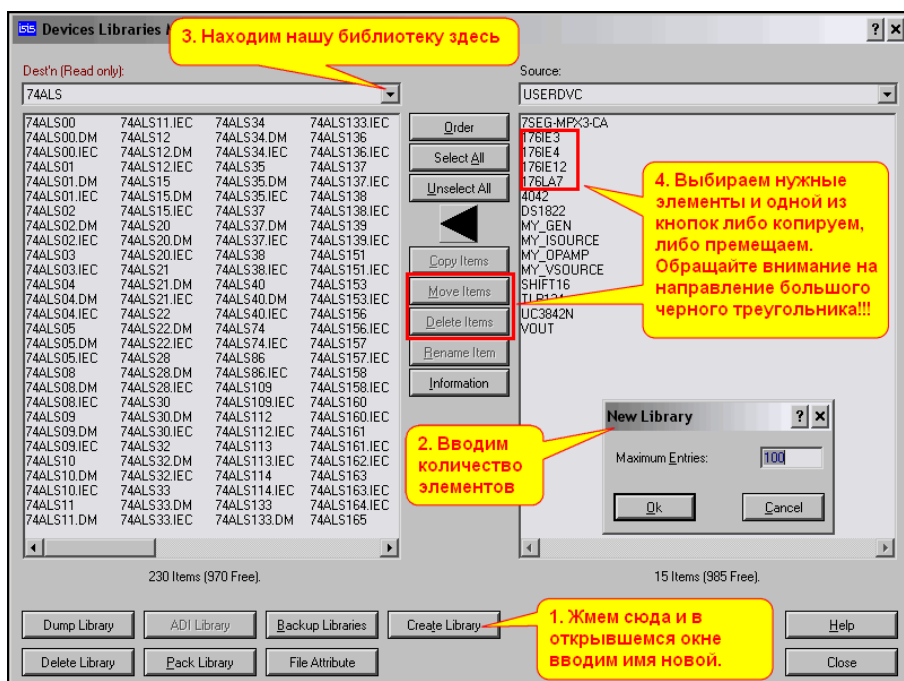 isis Devices Libraries
3. Находим нашу библиотеку здесь
Dest'n (Read only):
74ALS
Source:
USERDVC
74ALS00 74ALS11.IEC 74ALS34 74ALS133.IEC
74ALS00.DM 74ALS12 74ALS34.DM 74ALS136
74ALS00.IEC 74ALS12.DM 74ALS34.IEC 74ALS136.IEC
74ALS01 74ALS12.IEC 74ALS35 74ALS137
74ALS01.DM 74ALS15 74ALS35.DM 74ALS137.IEC
74ALS01.IEC 74ALS15.DM 74ALS35.IEC 74ALS138
74ALS02 74ALS15.IEC 74ALS37 74ALS138.IEC
74ALS02.DM 74ALS20 74ALS37.DM 74ALS139
74ALS02.IEC 74ALS20.DM 74ALS37.IEC 74ALS139.IEC
74ALS03 74ALS20.IEC 74ALS38 74ALS151
74ALS03.IEC 74ALS21 74ALS38.IEC 74ALS151.IEC
74ALS04 74ALS21.DM 74ALS40 74ALS153
74ALS04.DM 74ALS21.IEC 74ALS40.DM 74ALS153.IEC
74ALS04.IEC 74ALS22 74ALS40.IEC 74ALS156
74ALS05 74ALS22.DM 74ALS74 74ALS156.IEC
74ALS05.DM 74ALS22.IEC 74ALS74.IEC 74ALS157
74ALS05.IEC 74ALS28 74ALS86 74ALS157.IEC
74ALS08 74ALS28.DM 74ALS86.IEC 74ALS158
74ALS08.DM 74ALS28.IEC 74ALS109 74ALS158.IEC
74ALS08.IEC 74ALS30 74ALS109.IEC 74ALS160
74ALS09 74ALS30.DM 74ALS112 74ALS160.IEC
74ALS09.DM 74ALS30.IEC 74ALS112.IEC 74ALS161
74ALS09.IEC 74ALS32 74ALS113 74ALS161.IEC
74ALS10 74ALS32.DM 74ALS113.IEC 74ALS162.IEC
74ALS10.DM 74ALS32.IEC 74ALS114 74ALS163
74ALS10.IEC 74ALS33 74ALS114.IEC 74ALS163.IEC
74ALS11 74ALS33.DM 74ALS133 74ALS164.IEC
74ALS11.DM 74ALS33.IEC 74ALS133.DM 74ALS165
230 Items (970 Free).
Order
Select All
Unselect All
Copy Items
Move Items
Delete Items
Rename Item
Information
7SEG-MPX3-CA
176IE3
176IE4
176IE12
176LA7
4042
DS1822
MY_GEN
MY_ISOURCE
MY_OPAMP
MY_VSOURCE
SHIFT16
UC3842N
VOUT
4. Выбираем нужные
элементы и одной из
кнопок либо копируем,
либо премещаем.
Обращайте внимание на
направление большого
черного треугольника!!!
2. Вводим
количество
элементов
New Library
Maximum Entries:
100
Ok
Cancel
15 Items (985 Free).
Dump Library
ADI Library
Backup Libraries
Create Library
Help
Delete Library
Pack Library
File Attribute
Close
1. Жмем сюда и в
открывшемся окне
вводим имя новой.